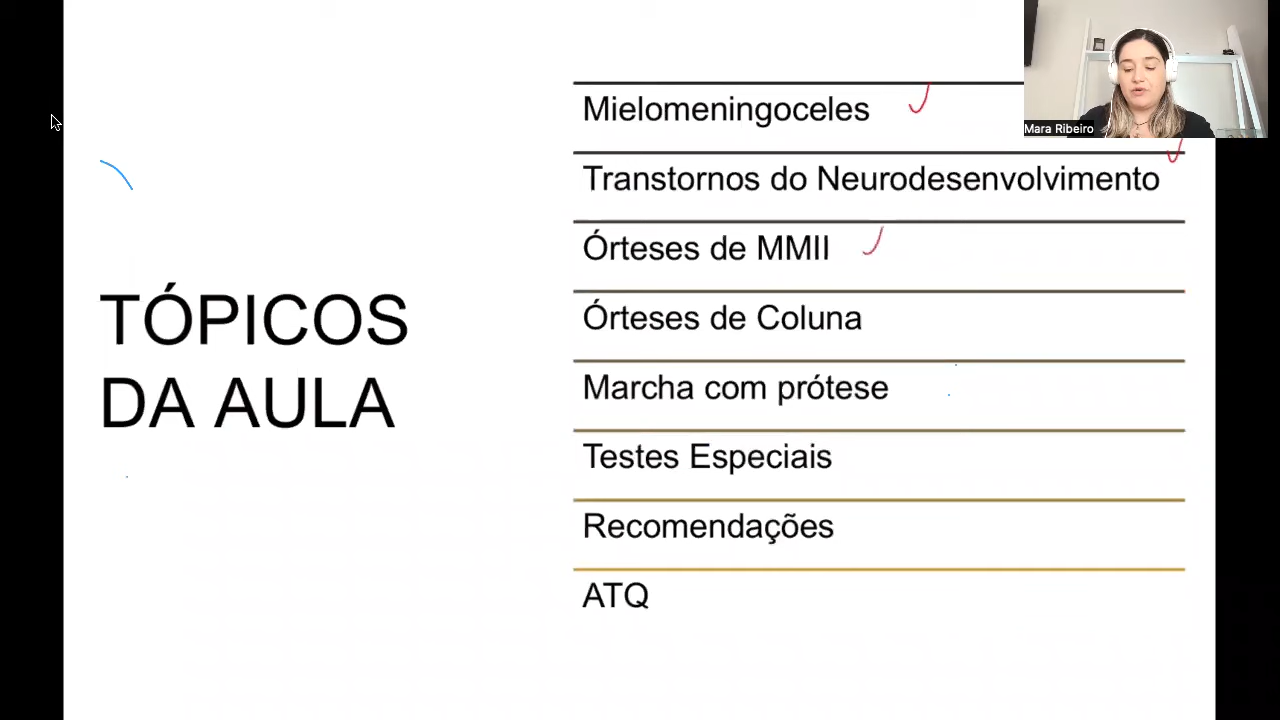 Mara Ribeiro
TÓPICOS
DA AULA
Mielomeningoceles
Transtornos do Neurodesenvolvimento
Órteses de MMII
Órteses de Coluna
Marcha com prótese
Testes Especiais
Recomendações
ATQ